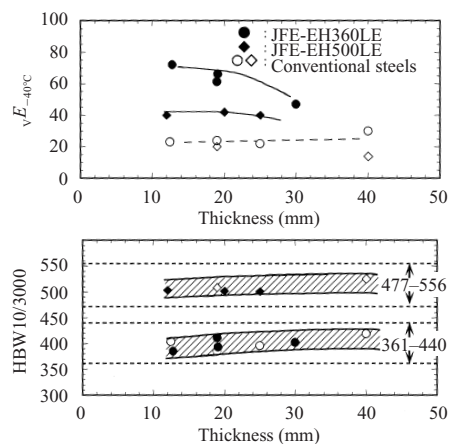 ● : JFE-EH360LE
◆ : JFE-EH500LE
○ ◇ : Conventional steels
vE−40°C
100
80
60
40
20
0
0 10 20 30 40 50
Thickness (mm)
HBW10/3000
550
500
450
400
350
300
477–556
361–440
0 10 20 30 40 50
Thickness (mm)